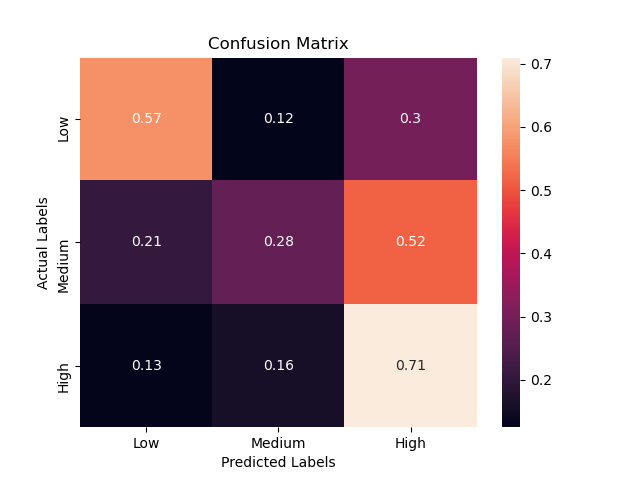 Confusion Matrix
Actual Labels
Low
0.57 0.12 0.3
Medium
0.21 0.28 0.52
High
0.13 0.16 0.71
Low Medium High
Predicted Labels
0.7
0.6
0.5
0.4
0.3
0.2